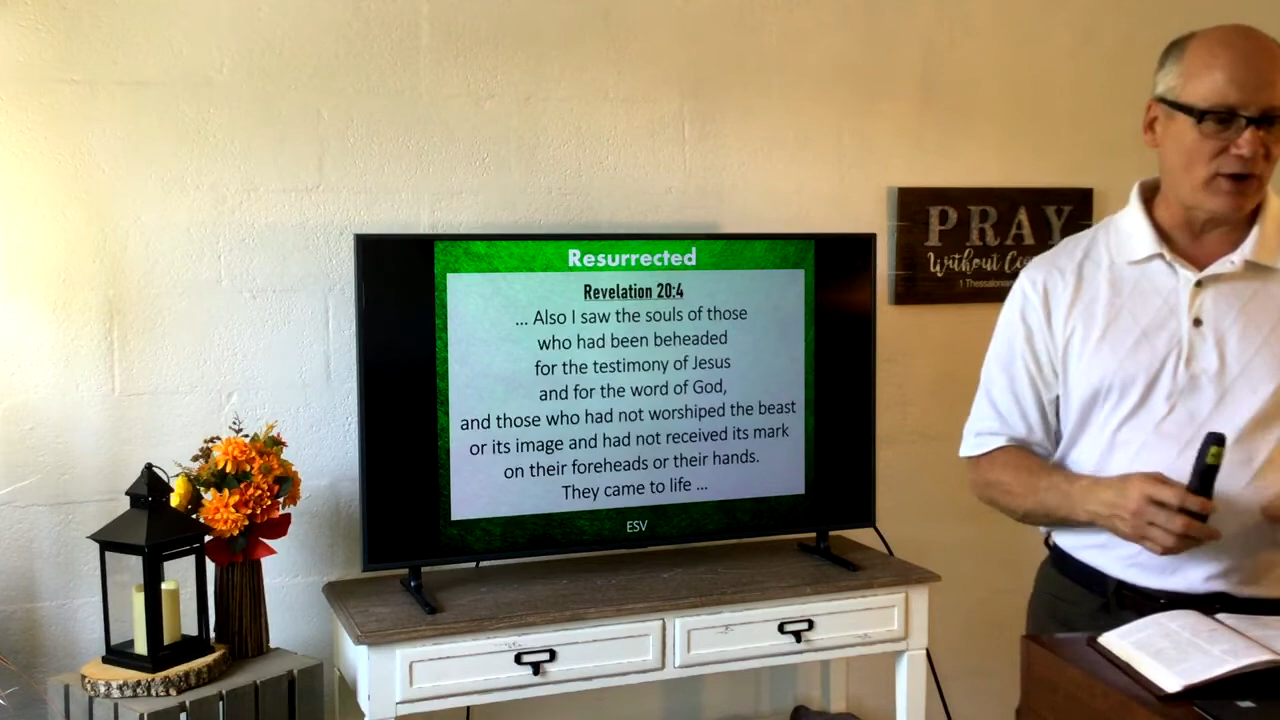 Resurrected
Revelation 20:4
... Also I saw the souls of those
who had been beheaded
for the testimony of Jesus
and for the word of God,
and those who had not worshiped the beast
or its image and had not received its mark
on their foreheads or their hands.
They came to life ...
ESV
PRAY
Without
1